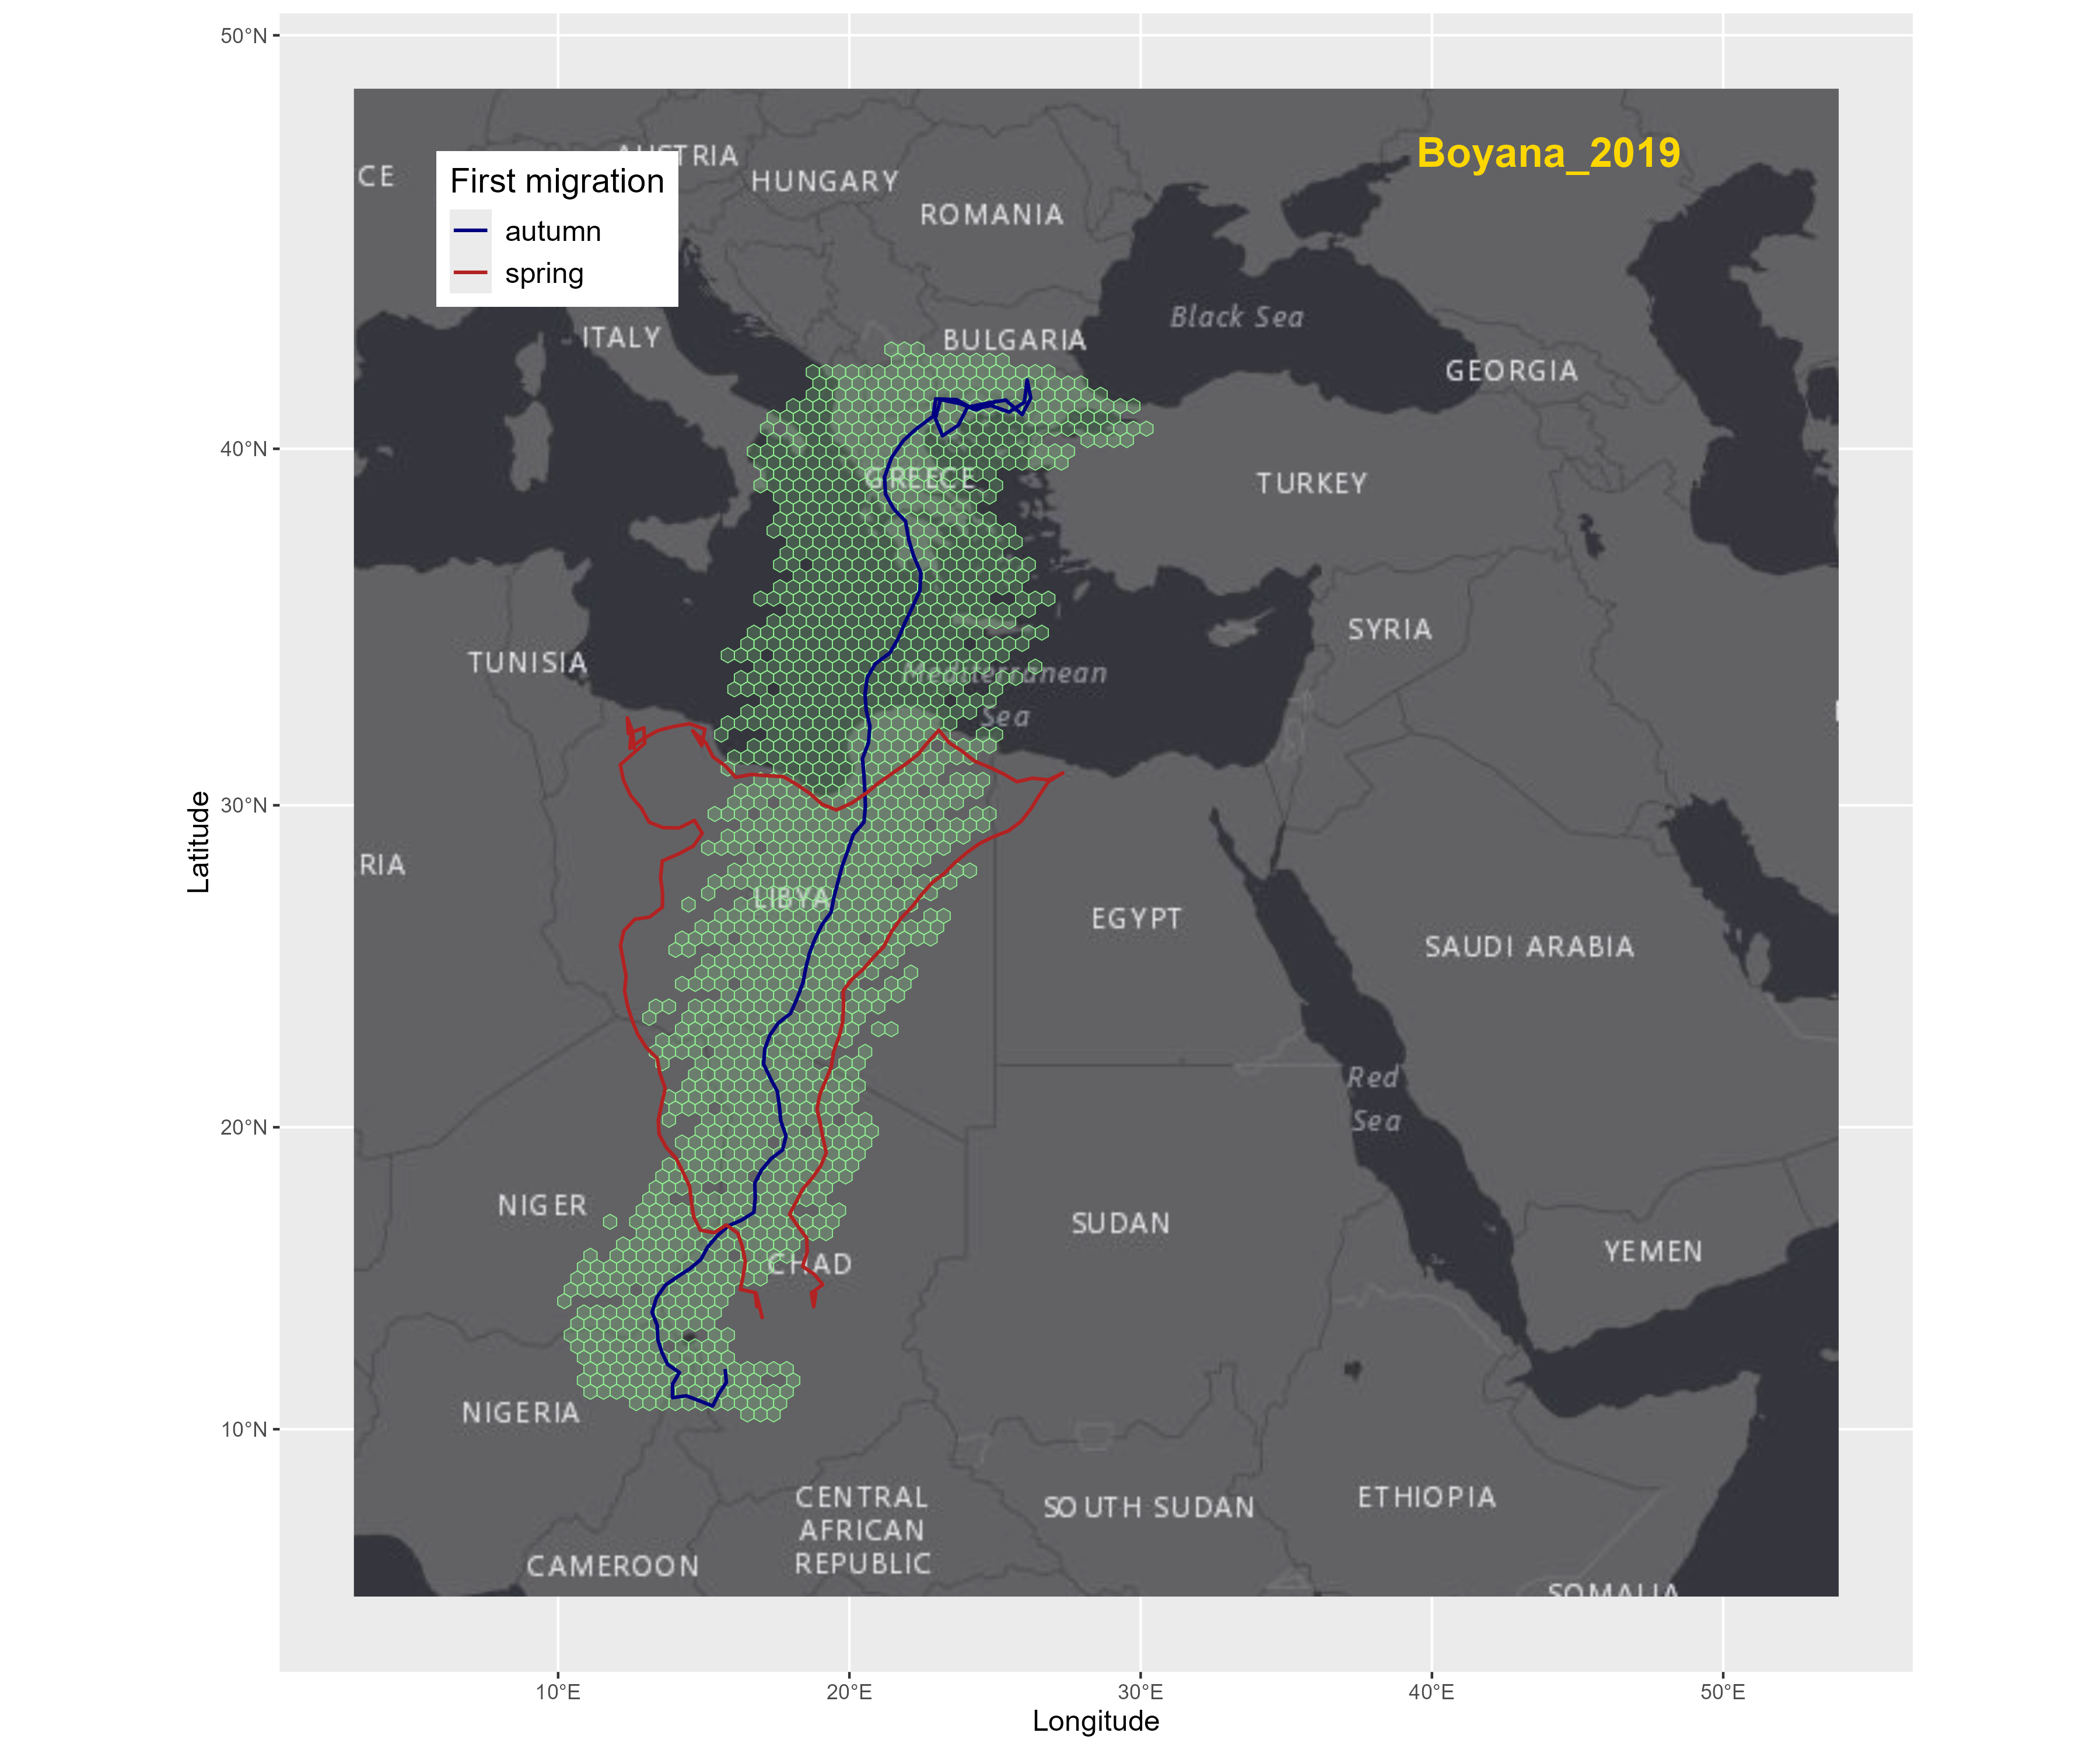 50°N
40°N
30°N
20°N
10°N
Latitude
Boyana_2019
First migration
autumn
spring
CE
AUSTRIA
HUNGARY
ROMANIA
ITALY
BULGARIA
Black Sea
GEORGIA
GREECE
TURKEY
SYRIA
TUNISIA
Mediterranean
Sea
RIA
LIBYA
EGYPT
SAUDI ARABIA
Red
Sea
NIGER
CHAD
SUDAN
YEMEN
NIGERIA
CENTRAL
AFRICAN
REPUBLIC
SOUTH SUDAN
ETHIOPIA
CAMEROON
SOMALIA
10°E
20°E
30°E
40°E
50°E
Longitude